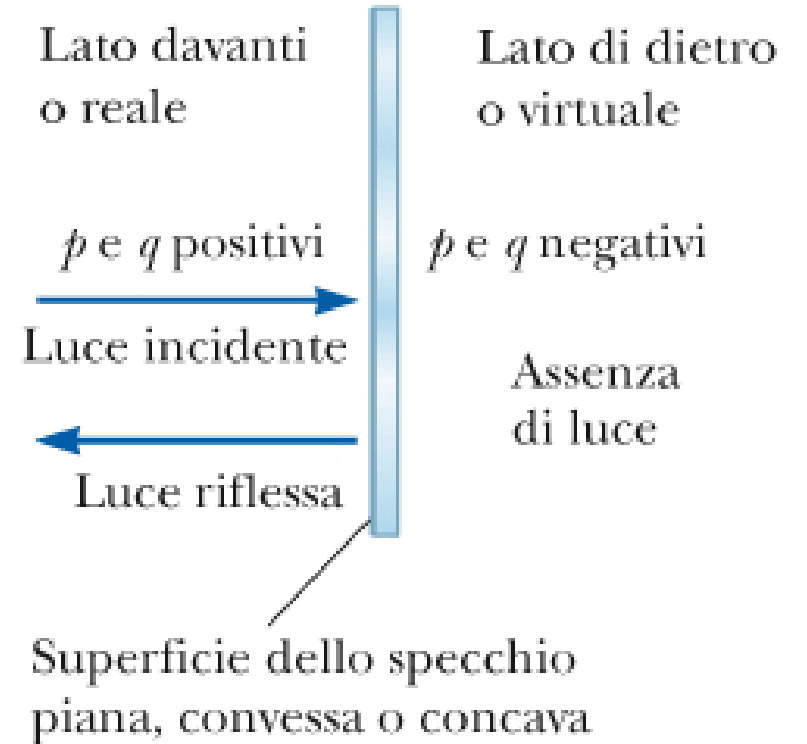 Lato davanti
o reale
Lato di dietro
o virtuale
p e q positivi
p e q negativi
Luce incidente
Assenza
di luce
Luce riflessa
Superficie dello specchio
piana, convessa o concava